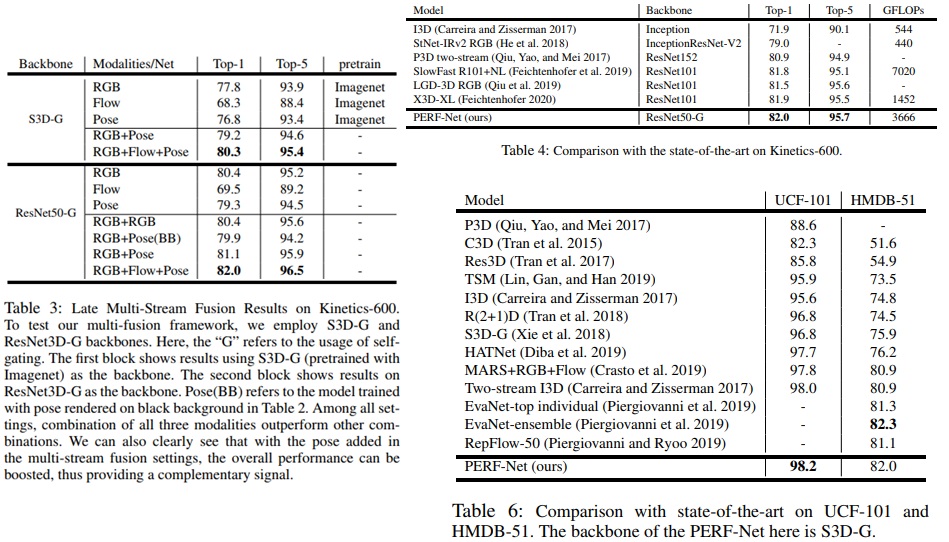 Backbone Modalities/Net Top-1 Top-5 pretrain
S3D-G
RGB 77.8 93.9 Imagenet
Flow 68.3 88.4 Imagenet
Pose 76.8 93.4 Imagenet
RGB+Pose 79.2 94.6 -
RGB+Flow+Pose 80.3 95.4 -
ResNet50-G
RGB 80.4 95.2 -
Flow 69.5 89.2 -
Pose 79.3 94.5 -
RGB+RGB 80.4 95.6 -
RGB+Pose(BB) 79.9 94.2 -
RGB+Pose 81.1 95.9 -
RGB+Flow+Pose 82.0 96.5 -
Table 3: Late Multi-Stream Fusion Results on Kinetics-600.
To test our multi-fusion framework, we employ S3D-G and
ResNet3D-G backbones. Here, the “G” refers to the usage of self-
gating. The first block shows results using S3D-G (pretrained with
Imagenet) as the backbone. The second block shows results on
ResNet3D-G as the backbone. Pose(BB) refers to the model trained
with pose rendered on black background in Table 2. Among all set-
tings, combination of all three modalities outperform other com-
binations. We can also clearly see that with the pose added in
the multi-stream fusion settings, the overall performance can be
boosted, thus providing a complementary signal.
Model Backbone Top-1 Top-5 GFLOPs
I3D (Carreira and Zisserman 2017) Inception 71.9 90.1 544
StNet-IRv2 RGB (He et al. 2018) InceptionResNet-V2 79.0 - 440
P3D two-stream (Qiu, Yao, and Mei 2017) ResNet152 80.9 94.9 -
SlowFast R101+NL (Feichtenhofer et al. 2019) ResNet101 81.8 95.1 7020
LGD-3D RGB (Qiu et al. 2019) ResNet101 81.5 95.6 -
X3D-XL (Feichtenhofer 2020) ResNet101 81.9 95.5 1452
PERF-Net (ours) ResNet50-G 82.0 95.7 3666
Table 4: Comparison with the state-of-the-art on Kinetics-600.
Model UCF-101 HMDB-51
P3D (Qiu, Yao, and Mei 2017) 88.6 -
C3D (Tran et al. 2015) 82.3 51.6
Res3D (Tran et al. 2017) 85.8 54.9
TSM (Lin, Gan, and Han 2019) 95.9 73.5
I3D (Carreira and Zisserman 2017) 95.6 74.8
R(2+1)D (Tran et al. 2018) 96.8 74.5
S3D-G (Xie et al. 2018) 96.8 75.9
HATNet (Diba et al. 2019) 97.7 76.2
MARS+RGB+Flow (Crasto et al. 2019) 97.8 80.9
Two-stream I3D (Carreira and Zisserman 2017) 98.0 80.9
EvaNet-top individual (Piergiovanni et al. 2019) - 81.3
EvaNet-ensemble (Piergiovanni et al. 2019) - 82.3
RepFlow-50 (Piergiovanni and Ryoo 2019) - 81.1
PERF-Net (ours) 98.2 82.0
Table 6: Comparison with state-of-the-art on UCF-101 and
HMDB-51. The backbone of the PERF-Net here is S3D-G.